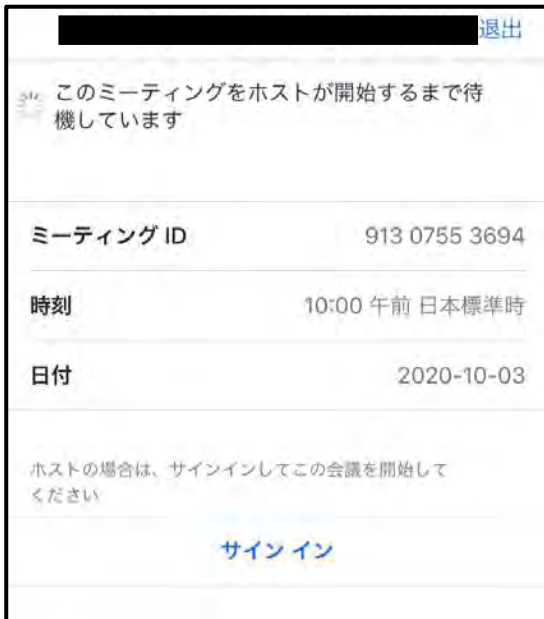 退出
このミーティングをホストが開始するまで待
機しています
ミーティング ID 913 0755 3694
時刻 10:00 午前 日本標準時
日付 2020-10-03
ホストの場合は、サインインしてこの会議を開始して
ください
サイン イン